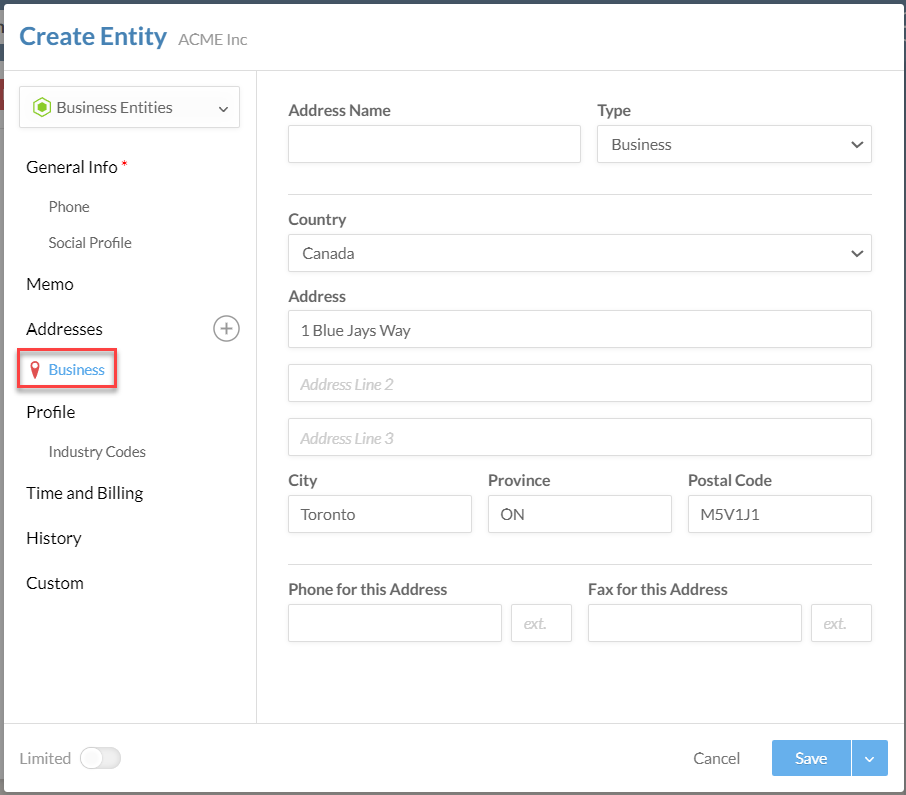 Create Entity ACME Inc
Business Entities
General Info *
Phone
Social Profile
Memo
Addresses
Business
Profile
Industry Codes
Time and Billing
History
Custom
Address Name Type
Business
Country
Canada
Address
1 Blue Jays Way
Address Line 2
Address Line 3
City Province Postal Code
Toronto ON M5V1J1
Phone for this Address Fax for this Address
ext. ext.
Limited Cancel Save